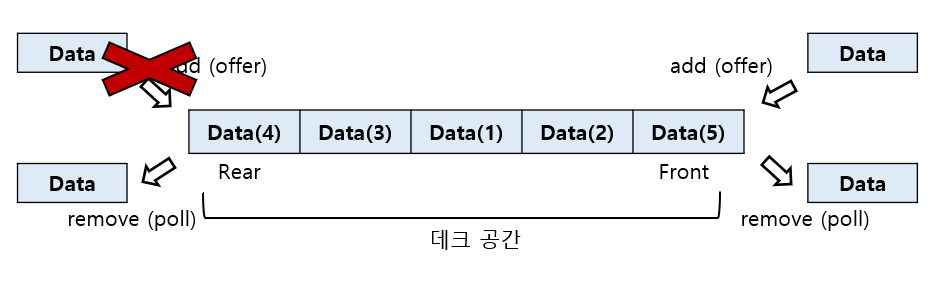 Data
Data
(offer)
add (offer)
Data(4)
Data(3)
Data(1)
Data(2)
Data(5)
Rear
Front
Data
Data
remove (poll)
remove (poll)
데크 공간